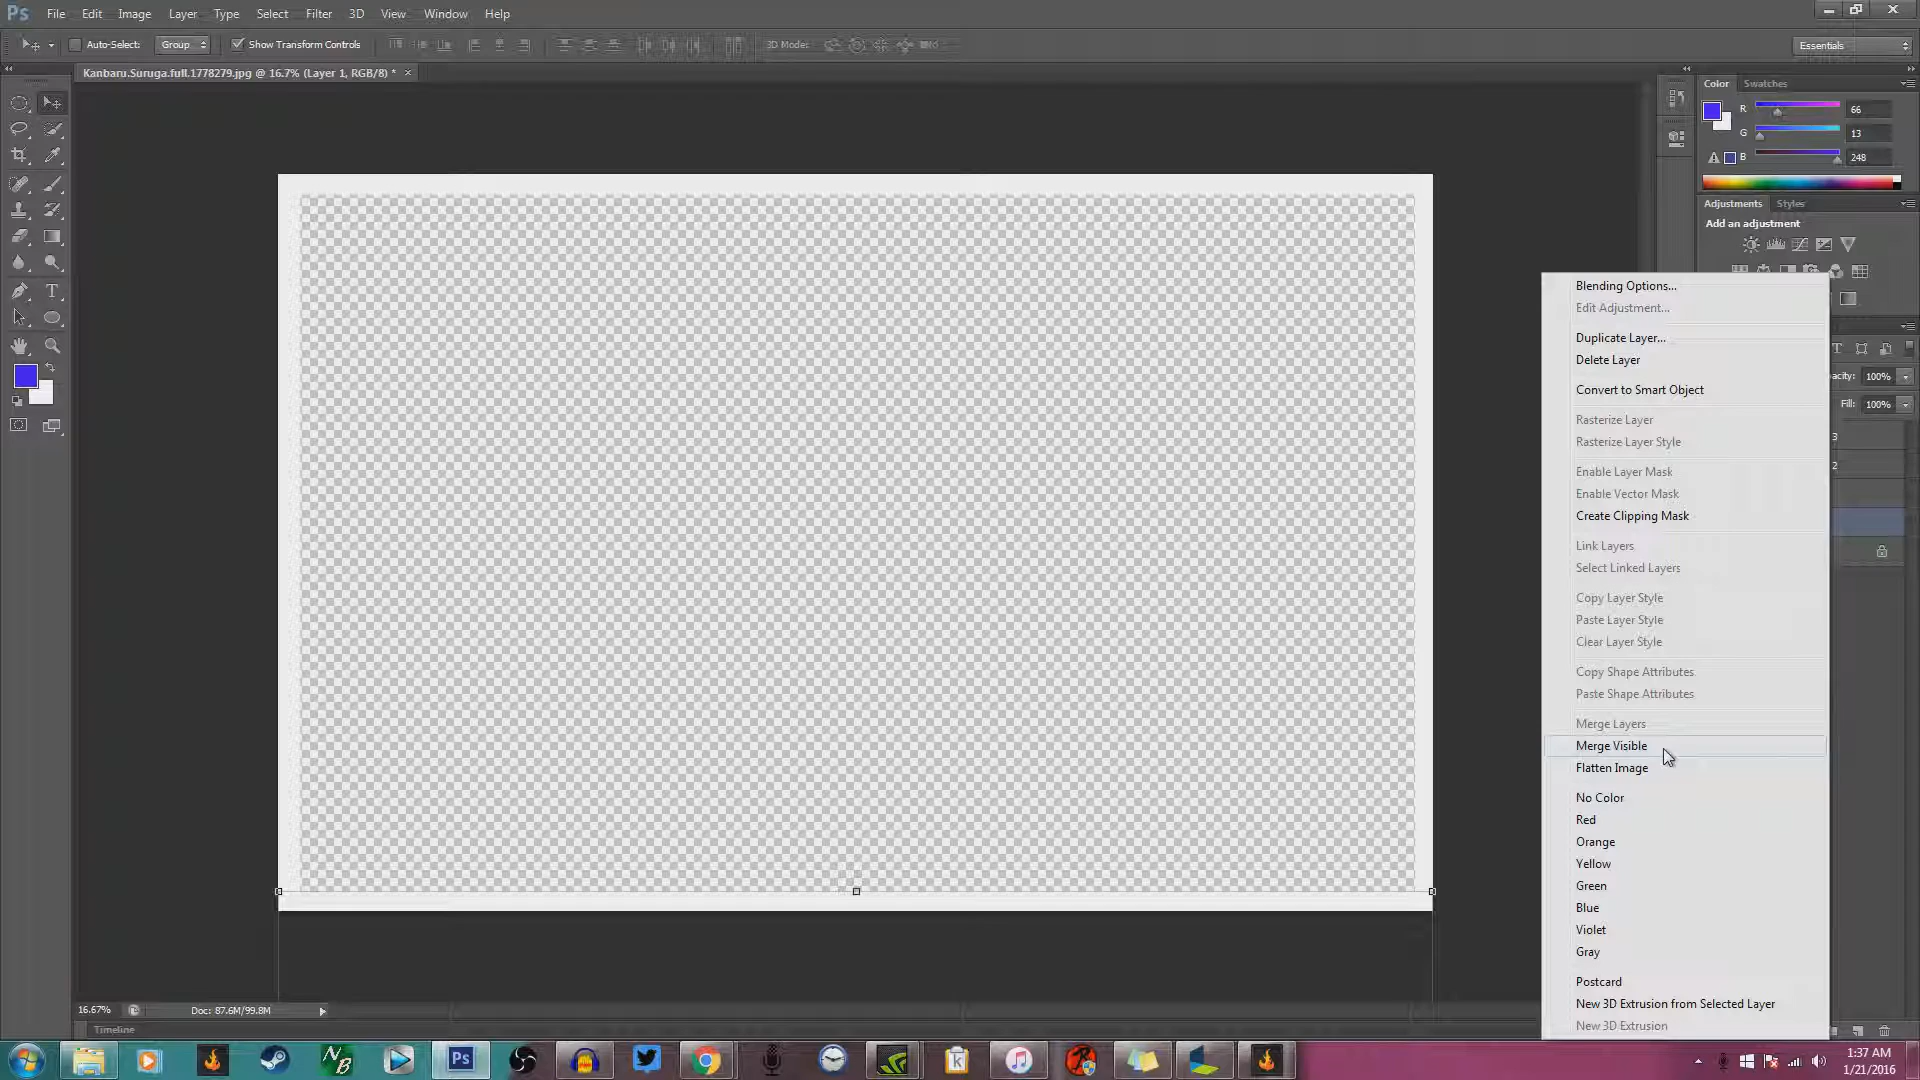 Ps File Edit Image Layer Type Select Filter 3D View Window Help
Auto-Select: Group Show Transform Controls 3D Mode: Essentials
Kanbaru.Suruga.full.1778279.jpg @ 16.7% (Layer 1, RGB/8) * ×
Color Swatches
R 66
G 13
B 248
Adjustments Styles
Add an adjustment
Blending Options...
Edit Adjustment...
Duplicate Layer...
Delete Layer
acity: 100%
Convert to Smart Object
Fill: 100%
Rasterize Layer
3
Rasterize Layer Style
2
Enable Layer Mask
Enable Vector Mask
Create Clipping Mask
Link Layers
Select Linked Layers
Copy Layer Style
Paste Layer Style
Clear Layer Style
Copy Shape Attributes
Paste Shape Attributes
Merge Layers
Merge Visible
Flatten Image
No Color
Red
Orange
Yellow
Green
Blue
Violet
Gray
Postcard
New 3D Extrusion from Selected Layer
New 3D Extrusion
16.67% Doc: 87.6M/99.8M
Timeline
NB Ps k
1:37 AM
1/21/2016